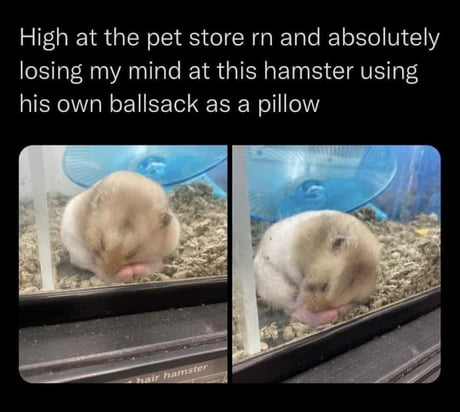 High at the pet store rn and absolutely
losing my mind at this hamster using
his own ballsack as a pillow
hair hamster